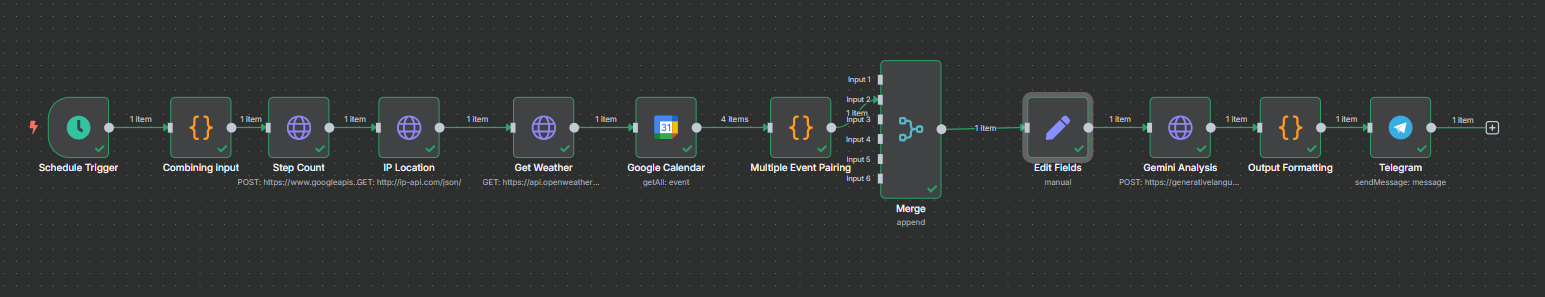 Schedule Trigger
1 item
Combining input
1 item
Step Count
POST: https://www.googleapis...
1 item
IP Location
GET: http://ip-api.com/json/
1 item
Get Weather
GET: https://api.openweather...
1 item
31
Google Calendar
getAll: event
4 items
Multiple Event Pairing
1 item
Input 1
Input 2
Input 3
Input 4
Input 5
Input 6
Merge
append
1 item
Edit Fields
manual
1 item
Gemini Analysis
POST: https://generativelangu...
1 item
Output Formatting
1 item
Telegram
sendMessage: message
1 item